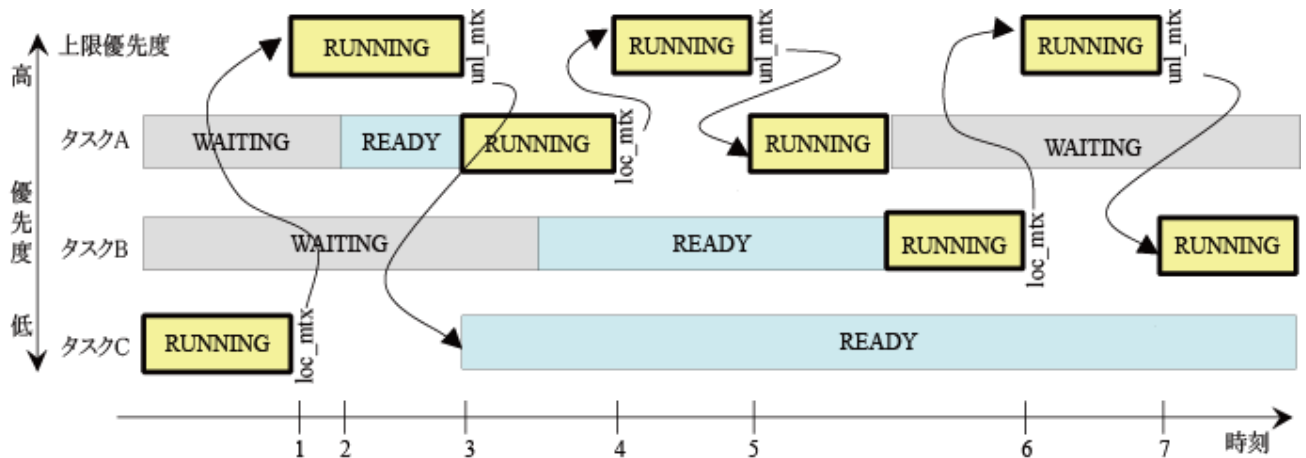 上限優先度
高
優先度
低
RUNNING
unl_mtx
RUNNING
unl_mtx
RUNNING
unl_mtx
タスクA
WAITING
READY
RUNNING
loc_mtx
RUNNING
WAITING
タスクB
WAITING
READY
RUNNING
loc_mtx
RUNNING
タスクC
RUNNING
loc_mtx
READY
1
2
3
4
5
6
7
時刻